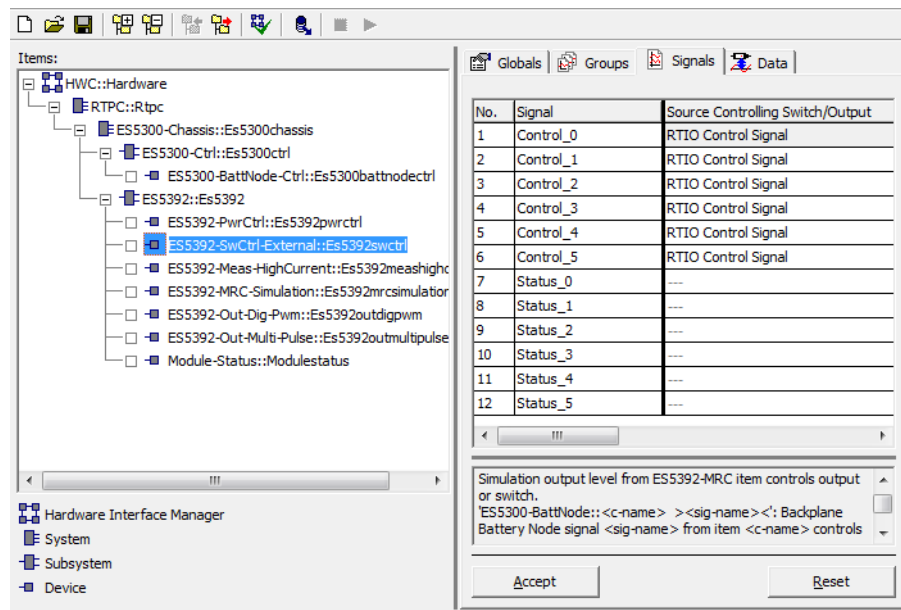 Items:
HWC::Hardware
RTPC::Rtpc
ES5300-Chassis::Es5300chassis
ES5300-Ctrl::Es5300ctrl
ES5300-BattNode-Ctrl::Es5300battnodectrl
ES5392::Es5392
ES5392-PwrCtrl::Es5392pwrctrl
ES5392-SwCtrl-External::Es5392swctrl
ES5392-Meas-HighCurrent::Es5392meashighc
ES5392-MRC-Simulation::Es5392mrcsimulation
ES5392-Out-Dig-Pwm::Es5392outdigpwm
ES5392-Out-Multi-Pulse::Es5392outmultipulse
Module-Status::Modulestatus
Hardware Interface Manager
System
Subsystem
Device
Globals Groups Signals Data
No. Signal Source Controlling Switch/Output
1 Control_0 RTIO Control Signal
2 Control_1 RTIO Control Signal
3 Control_2 RTIO Control Signal
4 Control_3 RTIO Control Signal
5 Control_4 RTIO Control Signal
6 Control_5 RTIO Control Signal
7 Status_0 ---
8 Status_1 ---
9 Status_2 ---
10 Status_3 ---
11 Status_4 ---
12 Status_5 ---
Simulation output level from ES5392-MRC item controls output
or switch.
'ES5300-BattNode::<c-name> ><sig-name><': Backplane
Battery Node signal <sig-name> from item <c-name> controls
Accept Reset